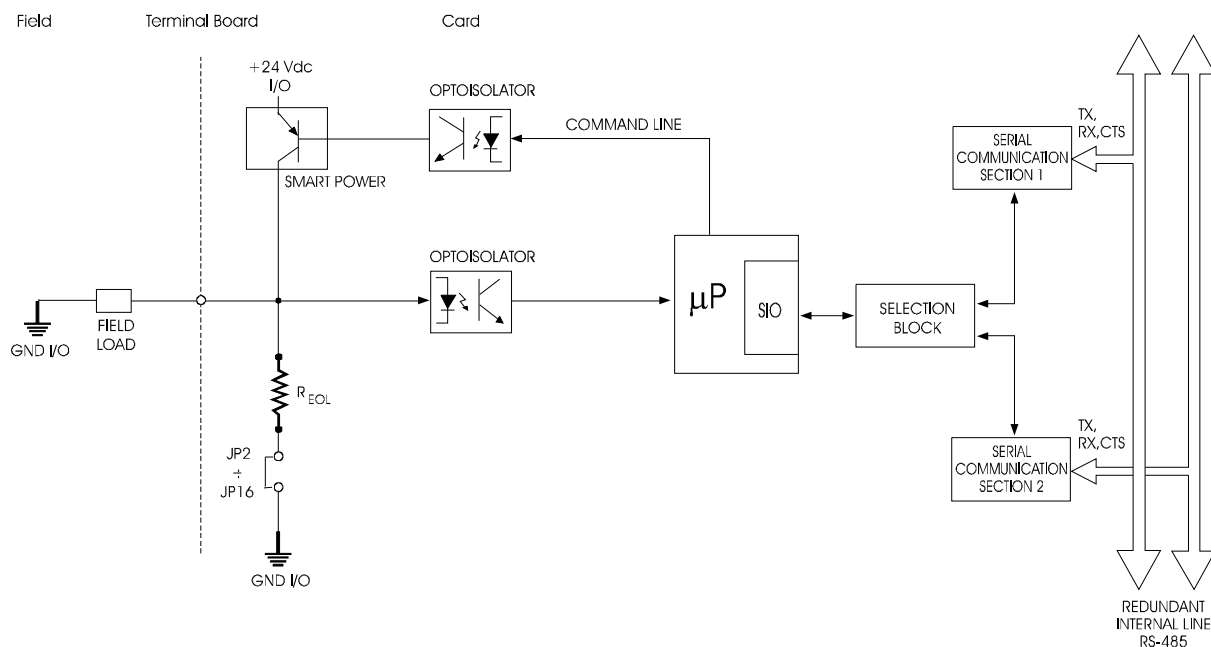 Field
Terminal Board
Card
+24 Vdc
I/O
OPTOISOLATOR
COMMAND LINE
SMART POWER
TX,
RX,CTS
SERIAL
COMMUNICATION
SECTION 1
OPTOISOLATOR
µP
SIO
SELECTION
BLOCK
FIELD
LOAD
GND I/O
REOL
JP2
÷
JP16
GND I/O
TX,
RX,CTS
SERIAL
COMMUNICATION
SECTION 2
REDUNDANT
INTERNAL LINE
RS-485